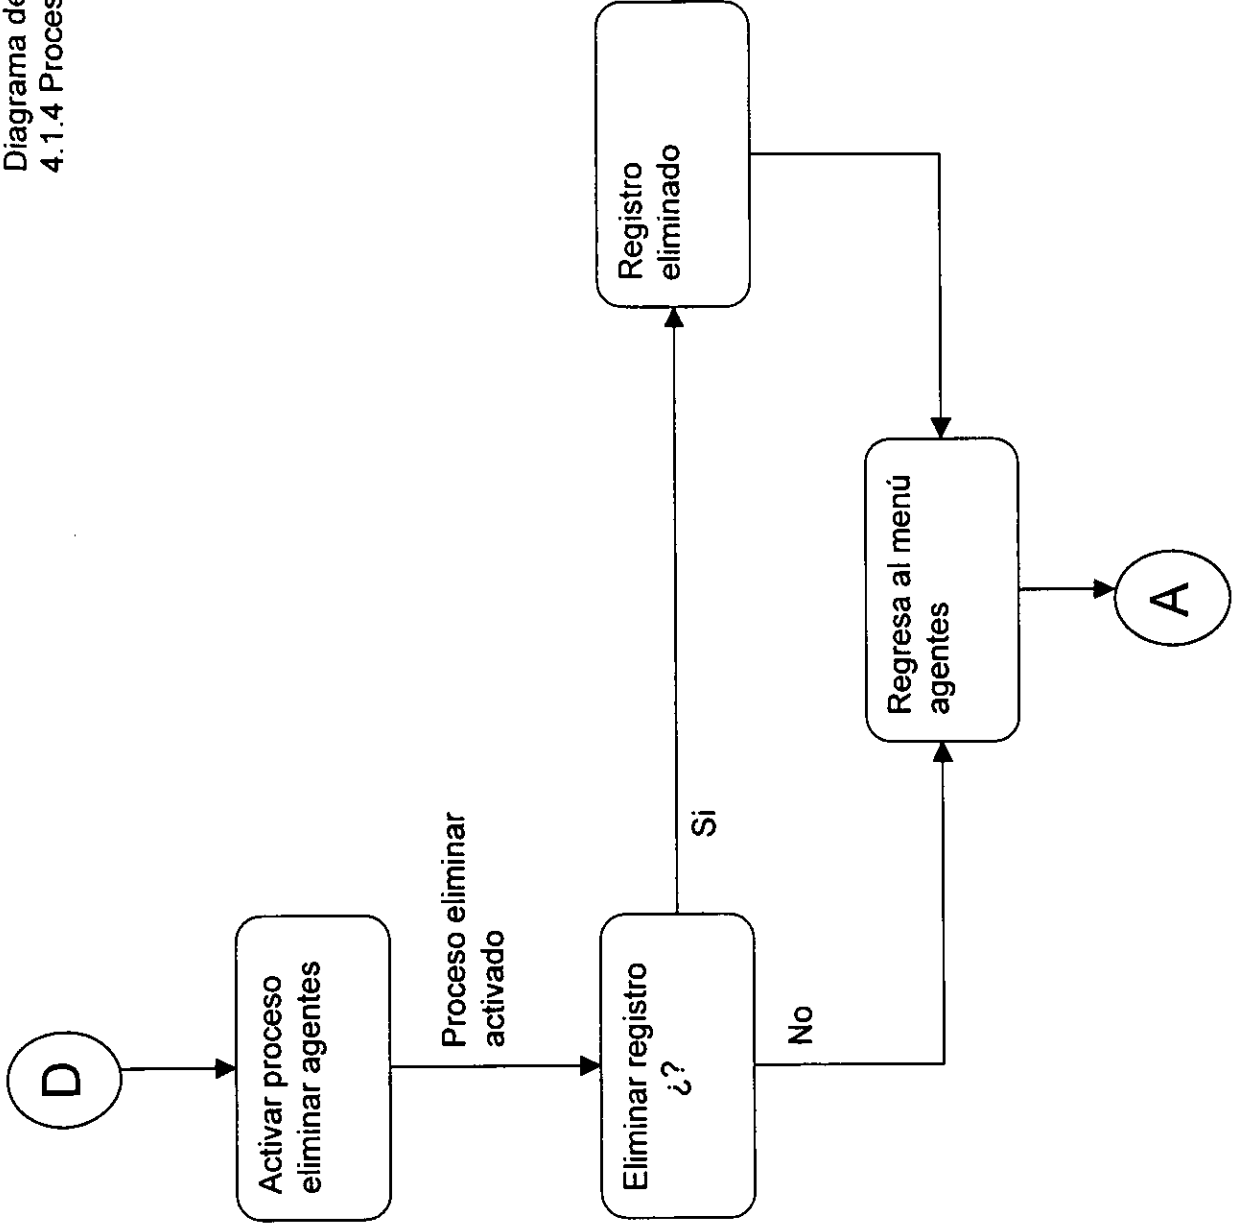 Diagrama de
4.1.4 Proces
D
Activar proceso
eliminar agentes
Proceso eliminar
activado
Eliminar registro
¿?
Si
No
Registro
eliminado
Regresa al menú
agentes
A